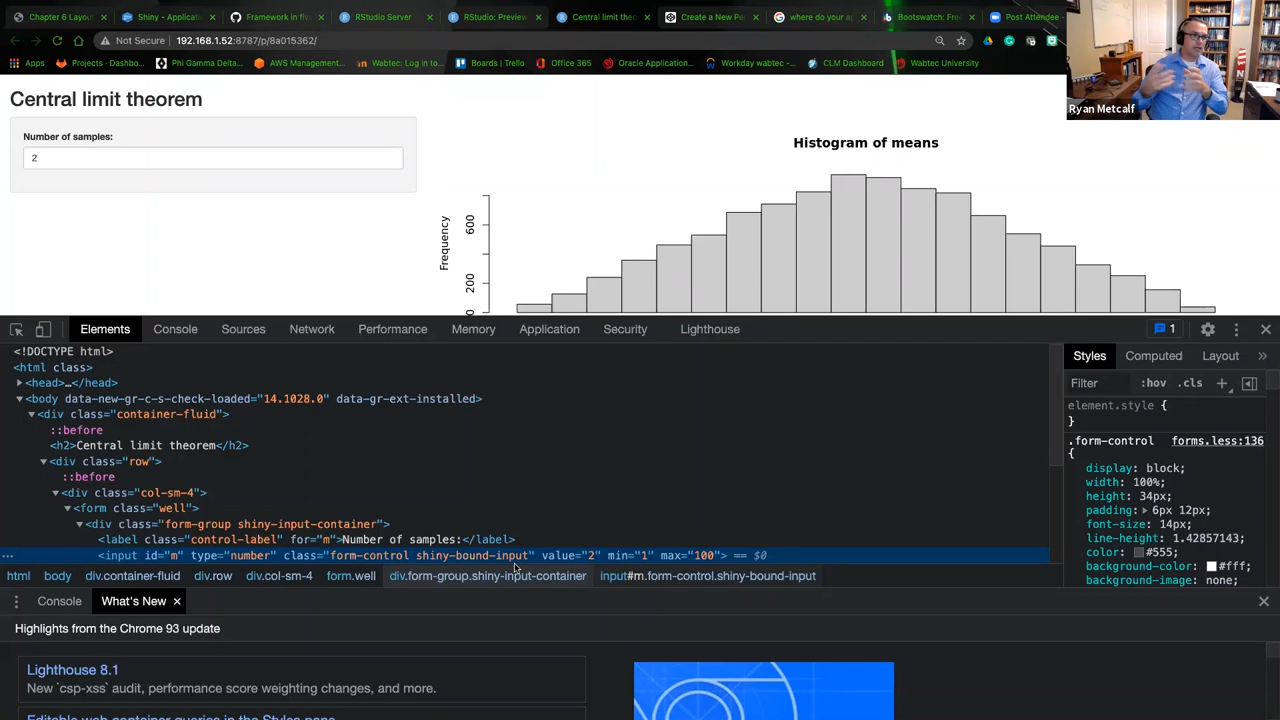 Chapter 6 Layou
Shiny - Applicati
Framework in fiv
RStudio Server
RStudio: Preview
Central limit theo
Create a New Pe
where do your ap
Bootswatch: Fre
Post Attendee -
Not Secure
192.168.1.52:8787/p/8a015362/
Apps
Projects - Dashbo...
Phi Gamma Delta...
AWS Management...
Wabtec: Log in to...
Boards | Trello
Office 365
Oracle Application...
Workday wabtec -...
CLM Dashboard
Wabtec University
Ryan Metcalf
Central limit theorem
Number of samples:
2
Histogram of means
Frequency
600
200
0
Elements
Console
Sources
Network
Performance
Memory
Application
Security
Lighthouse
1
<!DOCTYPE html>
<html class>
<head>…</head>
<body data-new-gr-c-s-check-loaded="14.1028.0" data-gr-ext-installed>
<div class="container-fluid">
::before
<h2>Central limit theorem</h2>
<div class="row">
::before
<div class="col-sm-4">
<form class="well">
<div class="form-group shiny-input-container">
<label class="control-label" for="m">Number of samples:</label>
<input id="m" type="number" class="form-control shiny-bound-input" value="2" min="1" max="100"> == $0
html
body
div.container-fluid
div.row
div.col-sm-4
form.well
div.form-group.shiny-input-container
input#m.form-control.shiny-bound-input
Styles
Computed
Layout
Filter
:hov
.cls
element.style {
}
.form-control forms.less:136
{
display: block;
width: 100%;
height: 34px;
padding: 6px 12px;
font-size: 14px;
line-height: 1.42857143;
color: #555;
background-color: #fff;
background-image: none;
Console
What's New
Highlights from the Chrome 93 update
Lighthouse 8.1
New `csp-xss` audit, performance score weighting changes, and more.
Editable web container queries in the Styles pane